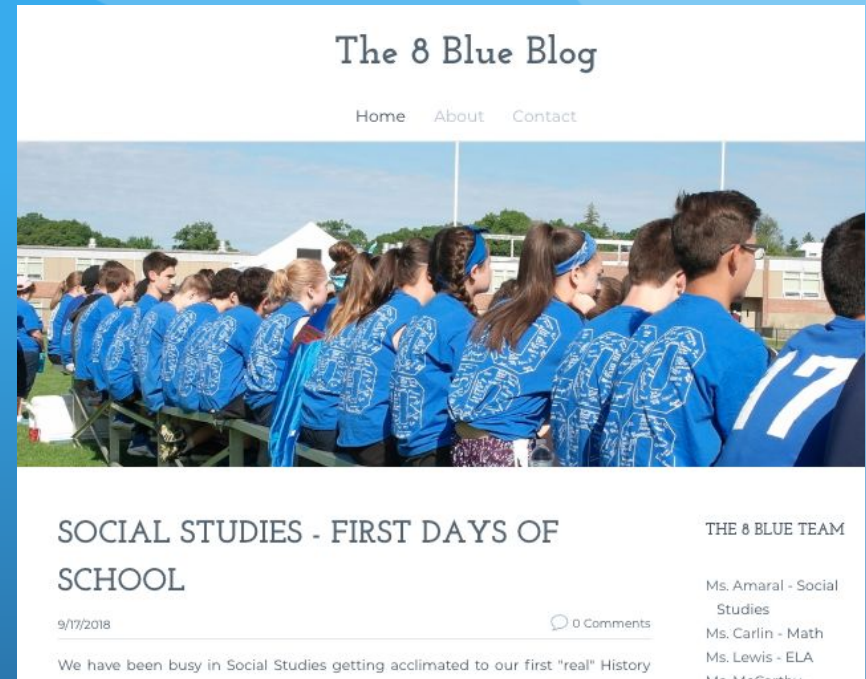 The 8 Blue Blog
Home About Contact
17
SOCIAL STUDIES - FIRST DAYS OF
SCHOOL
9/17/2018
0 Comments
We have been busy in Social Studies getting acclimated to our first "real" History
THE 8 BLUE TEAM
Ms. Amaral - Social
Studies
Ms. Carlin - Math
Ms. Lewis - ELA